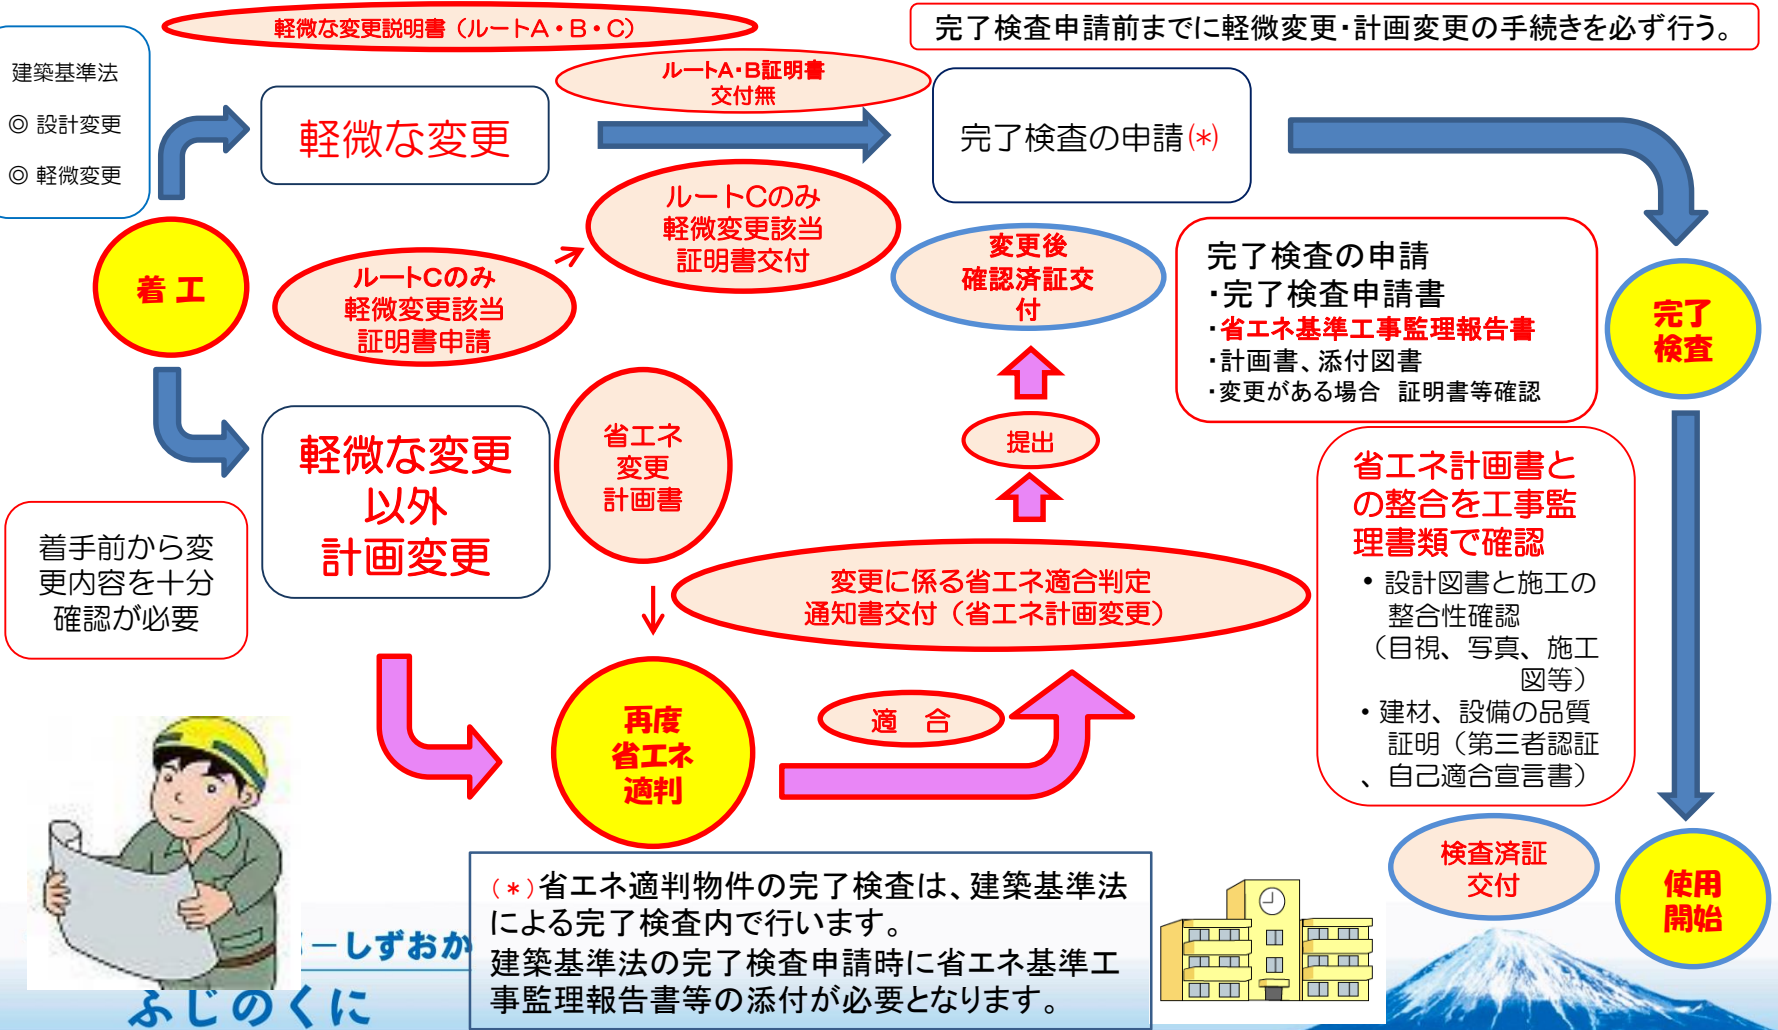 軽微な変更説明書（ルートA・B・C）
完了検査申請前までに軽微変更・計画変更の手続きを必ず行う。
建築基準法
◎ 設計変更
◎ 軽微変更
ルートA・B証明書
交付無
軽微な変更
完了検査の申請(*)
ルートCのみ
軽微変更該当
証明書交付
着 工
ルートCのみ
軽微変更該当
証明書申請
変更後
確認済証交
付
完了検査の申請
・完了検査申請書
・省エネ基準工事監理報告書
・計画書、添付図書
・変更がある場合 証明書等確認
完了
検査
軽微な変更
以外
計画変更
省エネ
変更
計画書
提出
省エネ計画書と
の整合を工事監
理書類で確認
• 設計図書と施工の
整合性確認
（目視、写真、施工
図等）
• 建材、設備の品質
証明（第三者認証
、自己適合宣言書）
着手前から変
更内容を十分
確認が必要
変更に係る省エネ適合判定
通知書交付（省エネ計画変更）
再度
省エネ
適判
適 合
検査済証
交付
使用
開始
(*)省エネ適判物件の完了検査は、建築基準法
による完了検査内で行います。
建築基準法の完了検査申請時に省エネ基準工
事監理報告書等の添付が必要となります。
ーしずおか
ふじのくに